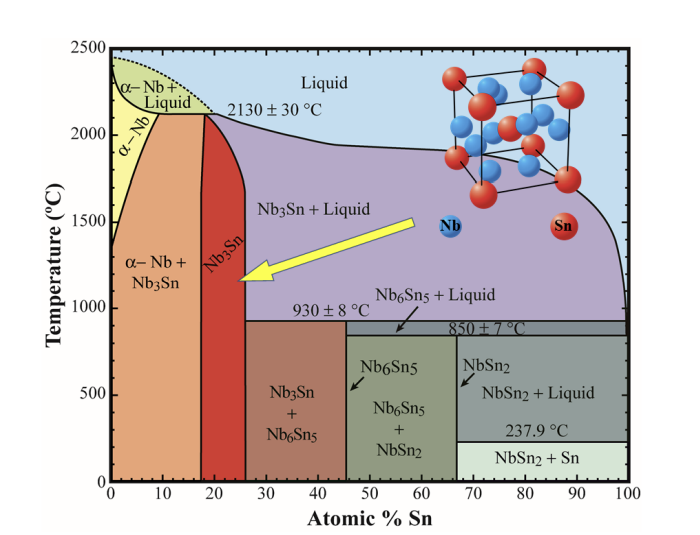 2500
2000
1500
1000
500
0
Temperature (ºC)
0
10
20
30
40
50
60
70
80
90
100
Atomic % Sn
α− Nb +
Liquid
α− Nb
Liquid
2130 ± 30 °C
Nb
Sn
Nb₃Sn + Liquid
α− Nb +
Nb₃Sn
Nb₃Sn
Nb₆Sn₅ + Liquid
930 ± 8 °C
850 ± 7 °C
Nb₆Sn₅
NbSn₂
Nb₃Sn
+
Nb₆Sn₅
Nb₆Sn₅
+
NbSn₂
NbSn₂ + Liquid
237.9 °C
NbSn₂ + Sn